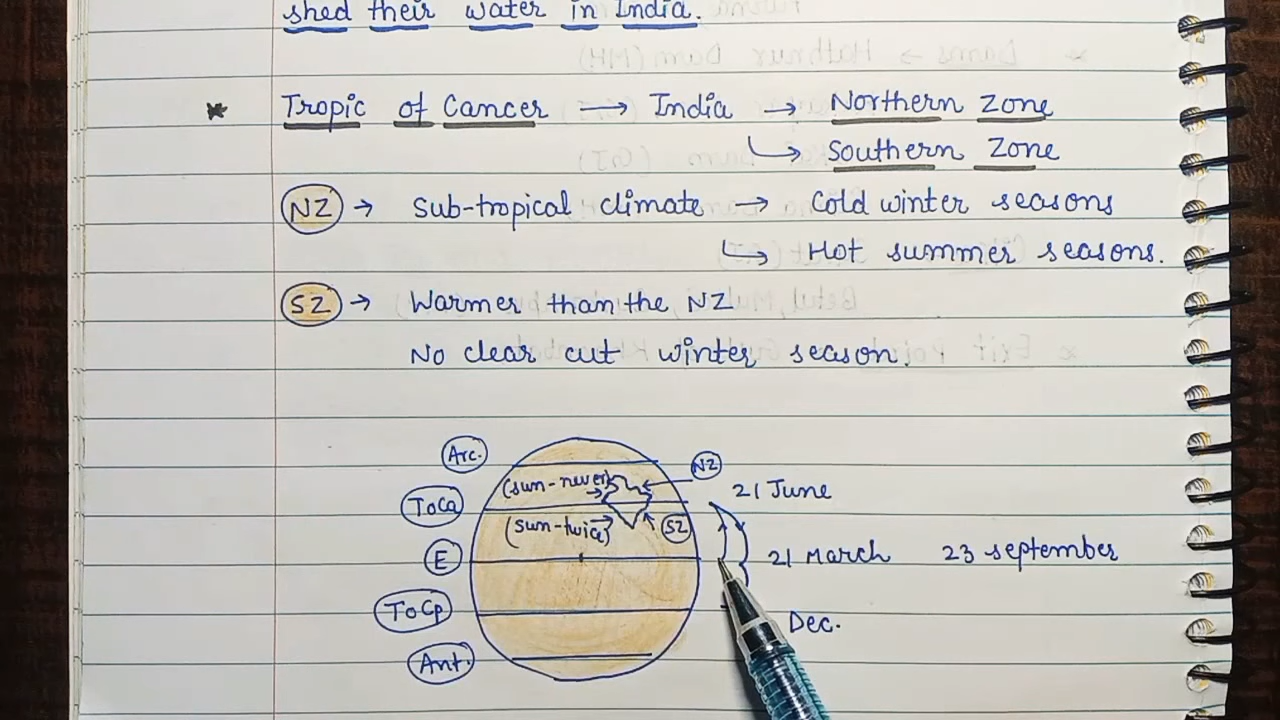 shed their water in India.
* Tropic of Cancer → India → Northern Zone
↳ Southern Zone
NZ → Sub-tropical climate → Cold winter seasons
↳ Hot summer seasons.
SZ → Warmer than the NZ
No clear cut winter season.
Arc.
NZ
(sun-never)
21 June
ToCa
(sun-twice)
SZ
E
21 March 23 september
ToCp
Dec.
Ant.